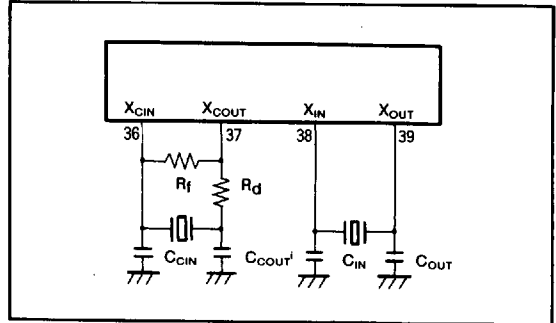 XCIN XCOUT XIN XOUT
36 37 38 39
Rf Rd
CCIN CCOUT CIN COUT